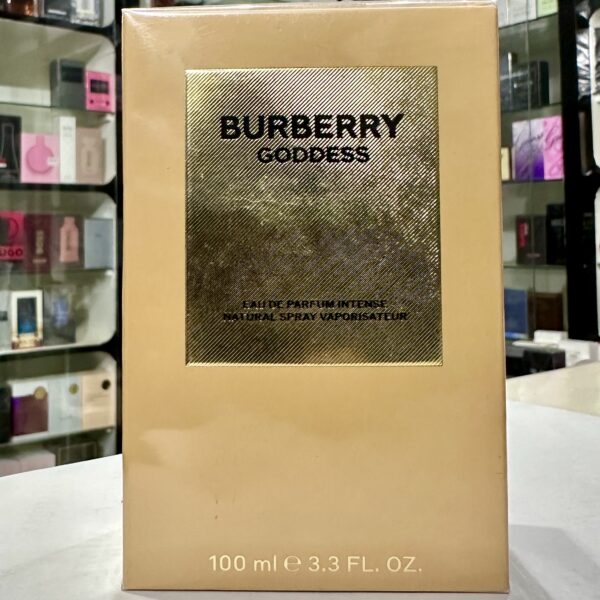 BURBERRY
GODDESS
EAU DE PARFUM INTENSE
NATURAL SPRAY VAPORISATEUR
100 ml ℮ 3.3 FL. OZ.